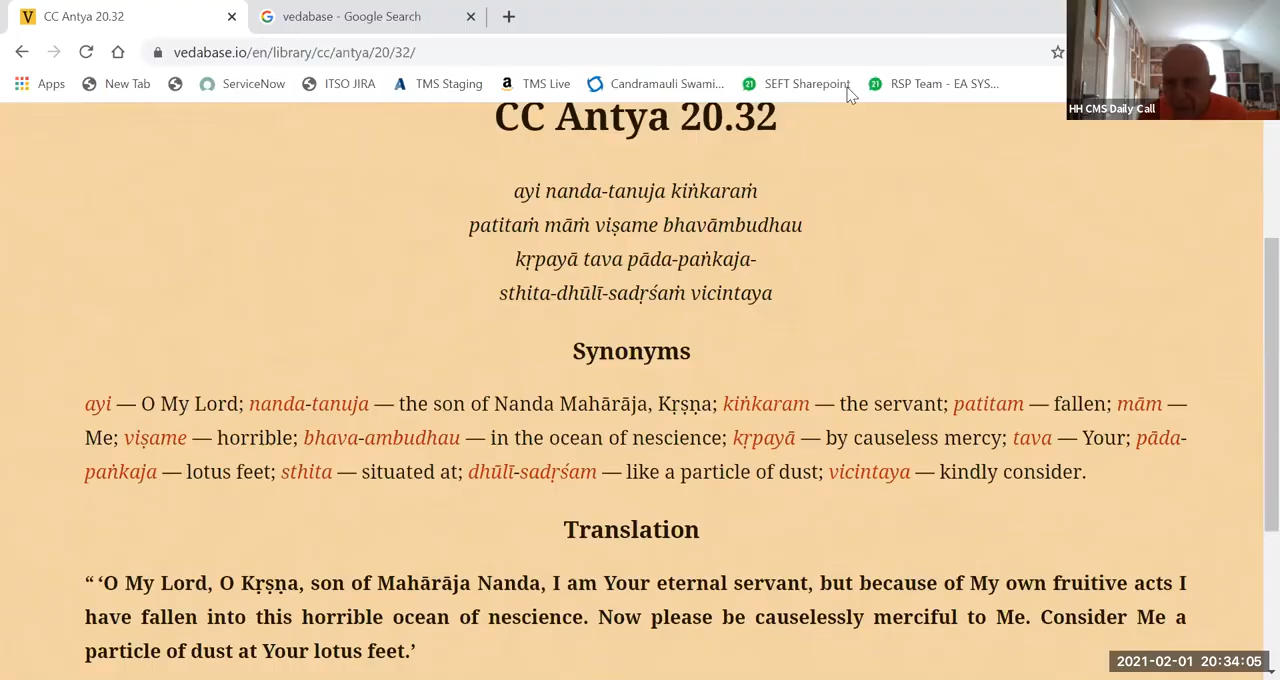 CC Antya 20.32
vedabase - Google Search
vedabase.io/en/library/cc/antya/20/32/
Apps New Tab ServiceNow ITSO JIRA TMS Staging TMS Live Candramauli Swami... SEFT Sharepoint RSP Team - EA SYS...
HH CMS Daily Call
CC Antya 20.32
ayi nanda-tanuja kiṅkaraṁ
patitaṁ māṁ viṣame bhavāmbudhau
kṛpayā tava pāda-paṅkaja-
sthita-dhūlī-sadṛśaṁ vicintaya
Synonyms
ayi — O My Lord; nanda-tanuja — the son of Nanda Mahārāja, Kṛṣṇa; kiṅkaram — the servant; patitam — fallen; mām —
Me; viṣame — horrible; bhava-ambudhau — in the ocean of nescience; kṛpayā — by causeless mercy; tava — Your; pāda-
paṅkaja — lotus feet; sthita — situated at; dhūlī-sadṛśam — like a particle of dust; vicintaya — kindly consider.
Translation
“ ‘O My Lord, O Kṛṣṇa, son of Mahārāja Nanda, I am Your eternal servant, but because of My own fruitive acts I
have fallen into this horrible ocean of nescience. Now please be causelessly merciful to Me. Consider Me a
particle of dust at Your lotus feet.’
2021-02-01 20:34:05